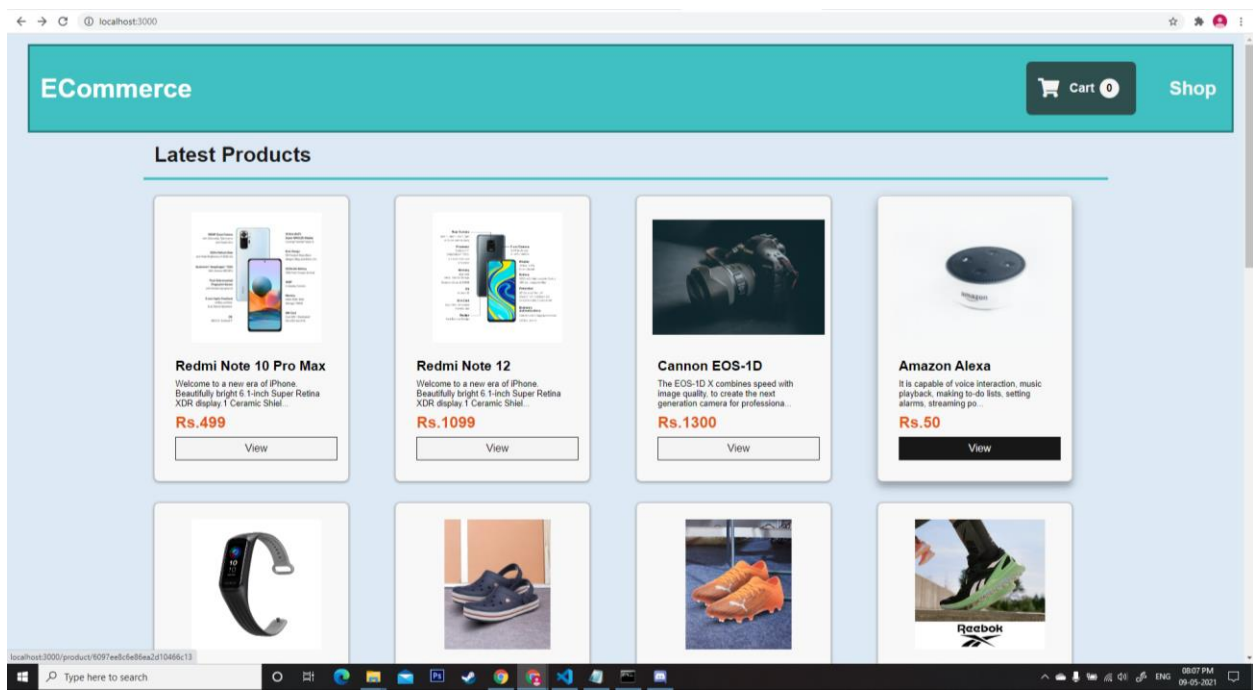 localhost:3000
ECommerce
Cart 0
Shop
Latest Products
Redmi Note 10 Pro Max
Welcome to a new era of iPhone.
Beautifully bright 6.1-inch Super Retina
XDR display.1 Ceramic Shiel...
Rs.499
View
Redmi Note 12
Welcome to a new era of iPhone.
Beautifully bright 6.1-inch Super Retina
XDR display.1 Ceramic Shiel...
Rs.1099
View
Cannon EOS-1D
The EOS-1D X combines speed with
image quality, to create the next
generation camera for professiona...
Rs.1300
View
amazon
Amazon Alexa
It is capable of voice interaction, music
playback, making to-do lists, setting
alarms, streaming po...
Rs.50
View
Reebok
localhost:3000/product/6097ee8c6e86ea2d10466c13
Type here to search
ENG
08:07 PM
09-05-2021